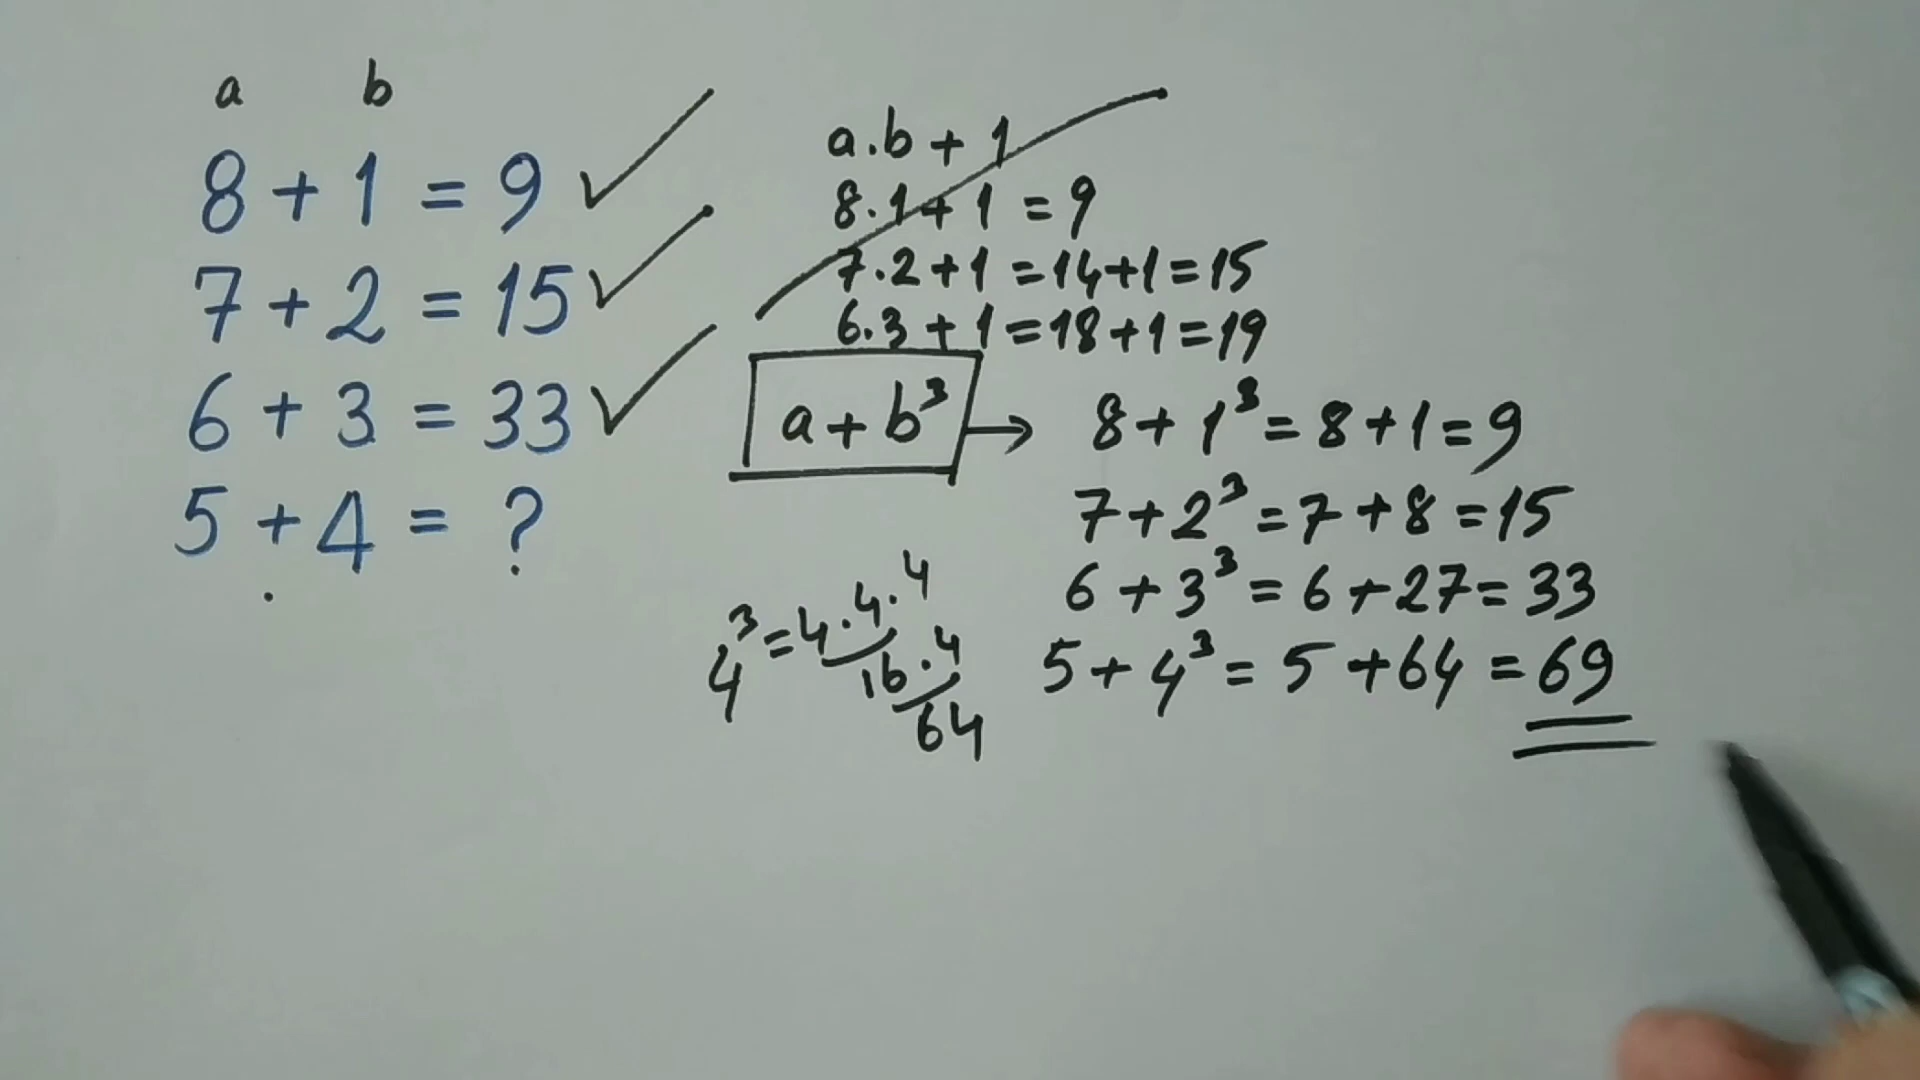 a b
8 + 1 = 9
7 + 2 = 15
6 + 3 = 33
5 + 4 = ?
a.b + 1
8.1 + 1 = 9
7.2 + 1 = 14 + 1 = 15
6.3 + 1 = 18 + 1 = 19
a + b³ → 8 + 1³ = 8 + 1 = 9
7 + 2³ = 7 + 8 = 15
6 + 3³ = 6 + 27 = 33
5 + 4³ = 5 + 64 = 69
4³ = 4.4.4
16.4
64